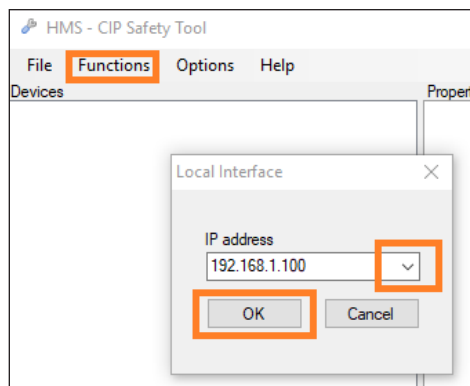 HMS - CIP Safety Tool
File Functions Options Help
Devices
Local Interface
IP address
192.168.1.100
OK Cancel